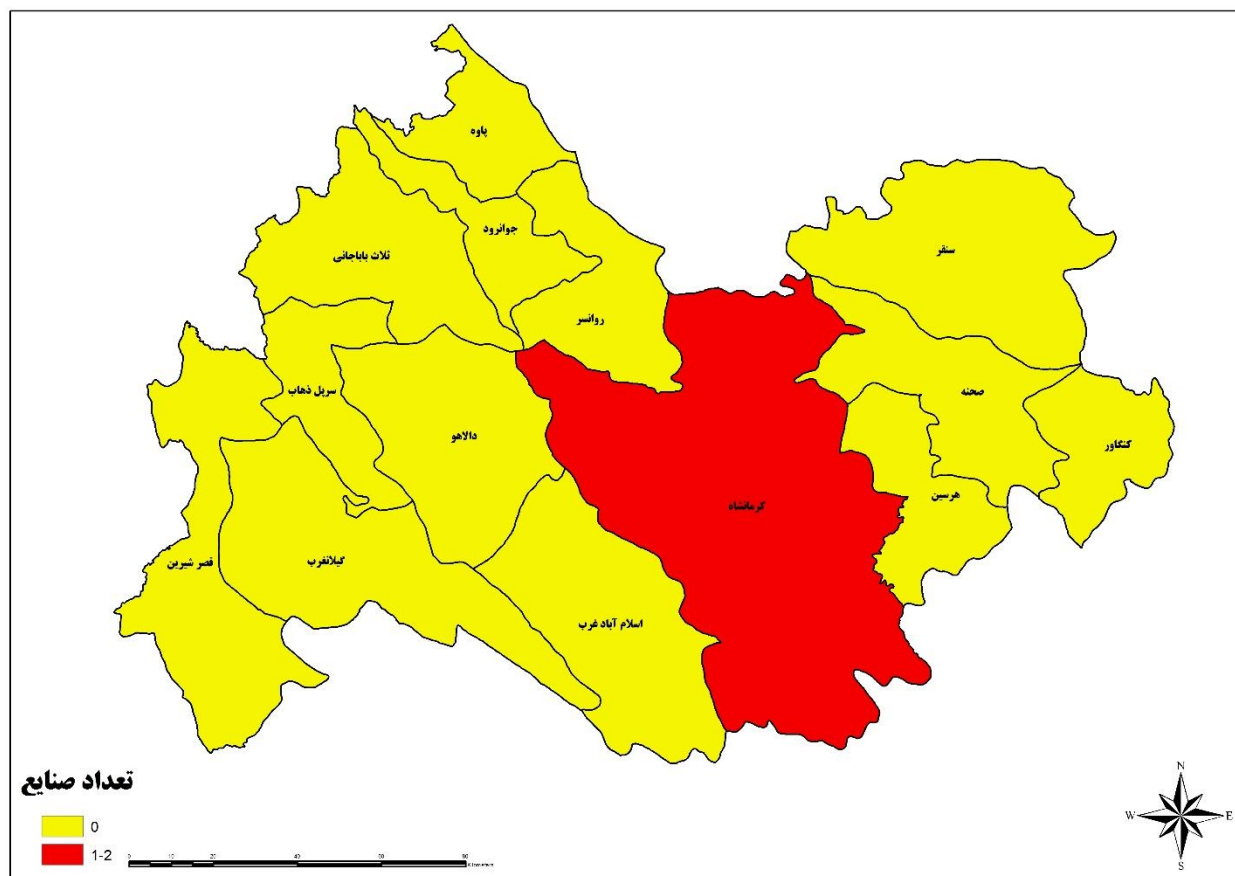 پاوه
جوانرود
ثلاث باباجانی
سنقر
روانسر
سرپل ذهاب
صحنه
دالاهو
کنگاور
هرسین
کرمانشاه
قصر شیرین
گیلانغرب
اسلام آباد غرب
تعداد صنایع
0
1-2
N
W
E
S